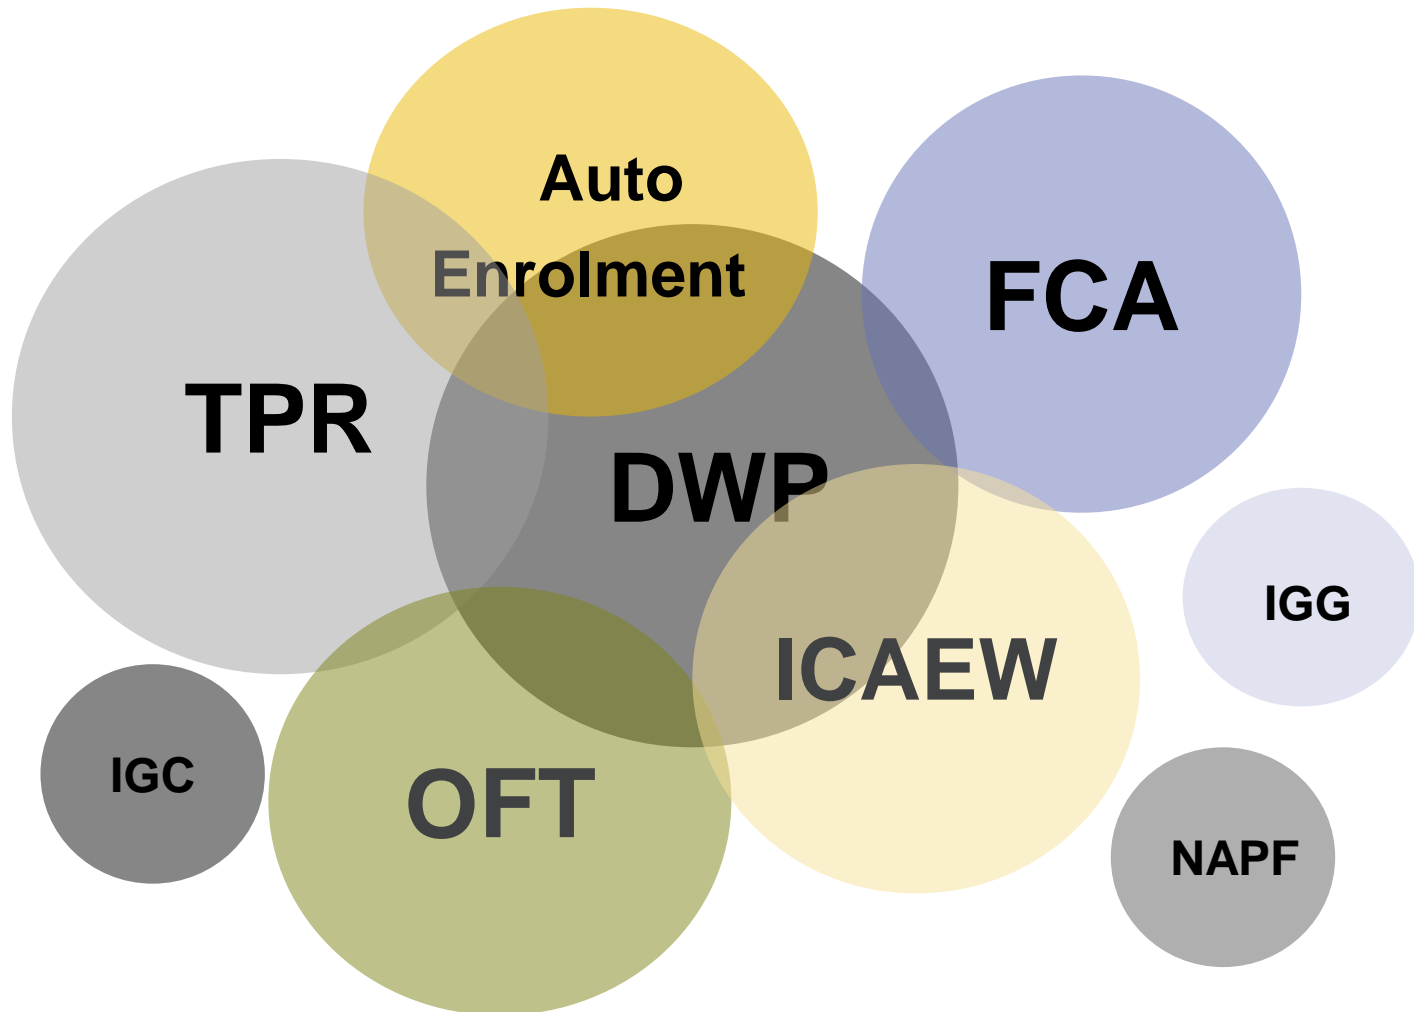 Auto
Enrolment
FCA
TPR
DWP
IGG
ICAEW
IGC
OFT
NAPF